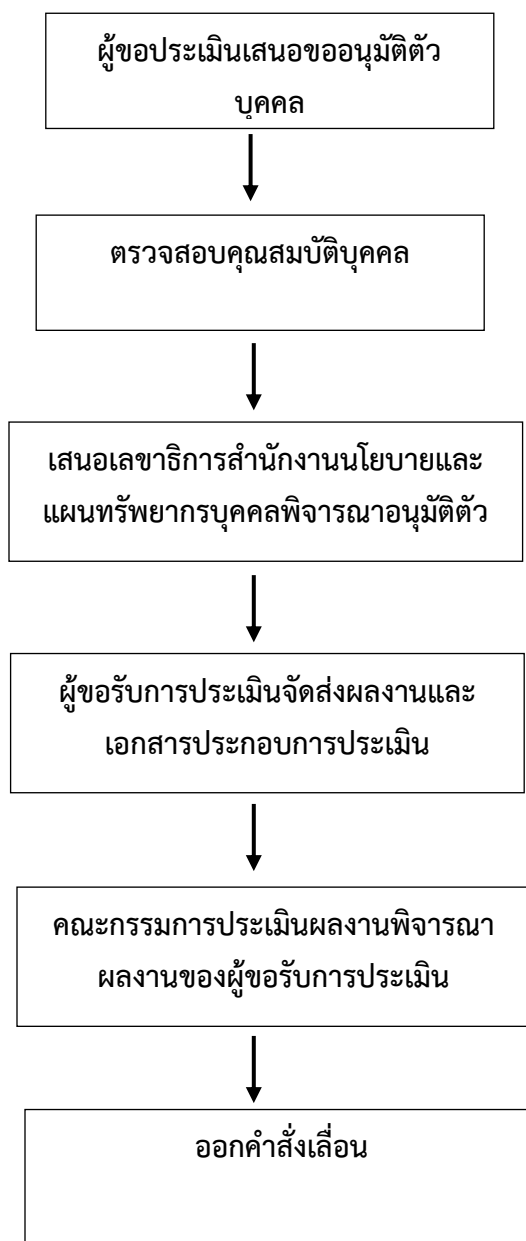 ผู้ขอประเมินเสนอขออนุมัติตัว
บุคคล
ตรวจสอบคุณสมบัติบุคคล
เสนอเลขาธิการสำนักงานนโยบายและ
แผนทรัพยากรบุคคลพิจารณาอนุมัติตัว
ผู้ขอรับการประเมินจัดส่งผลงานและ
เอกสารประกอบการประเมิน
คณะกรรมการประเมินผลงานพิจารณา
ผลงานของผู้ขอรับการประเมิน
ออกคำสั่งเลื่อน